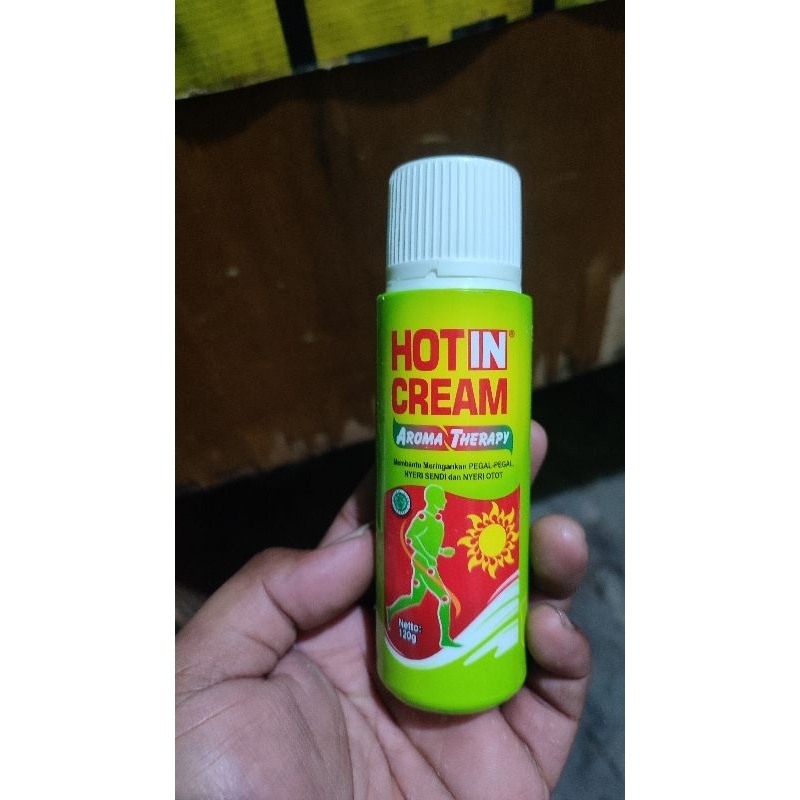 HOT IN®
CREAM
AROMA THERAPY
Membantu Meringankan PEGAL-PEGAL,
NYERI SENDI dan NYERI OTOT
Netto:
120g